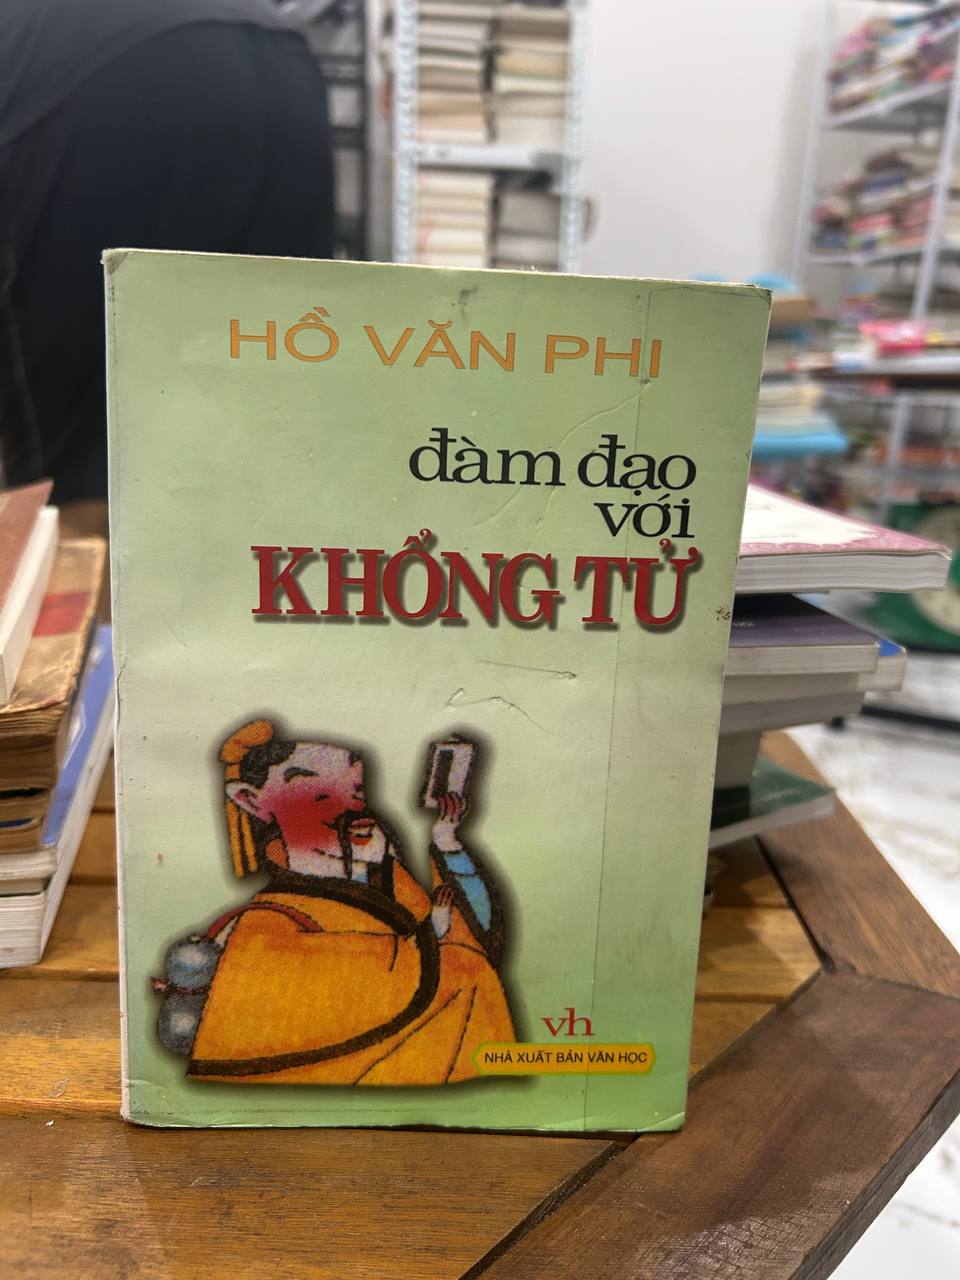 HỒ VĂN PHI
đàm đạo
với
KHỔNG TỬ
vh
NHÀ XUẤT BẢN VĂN HỌC